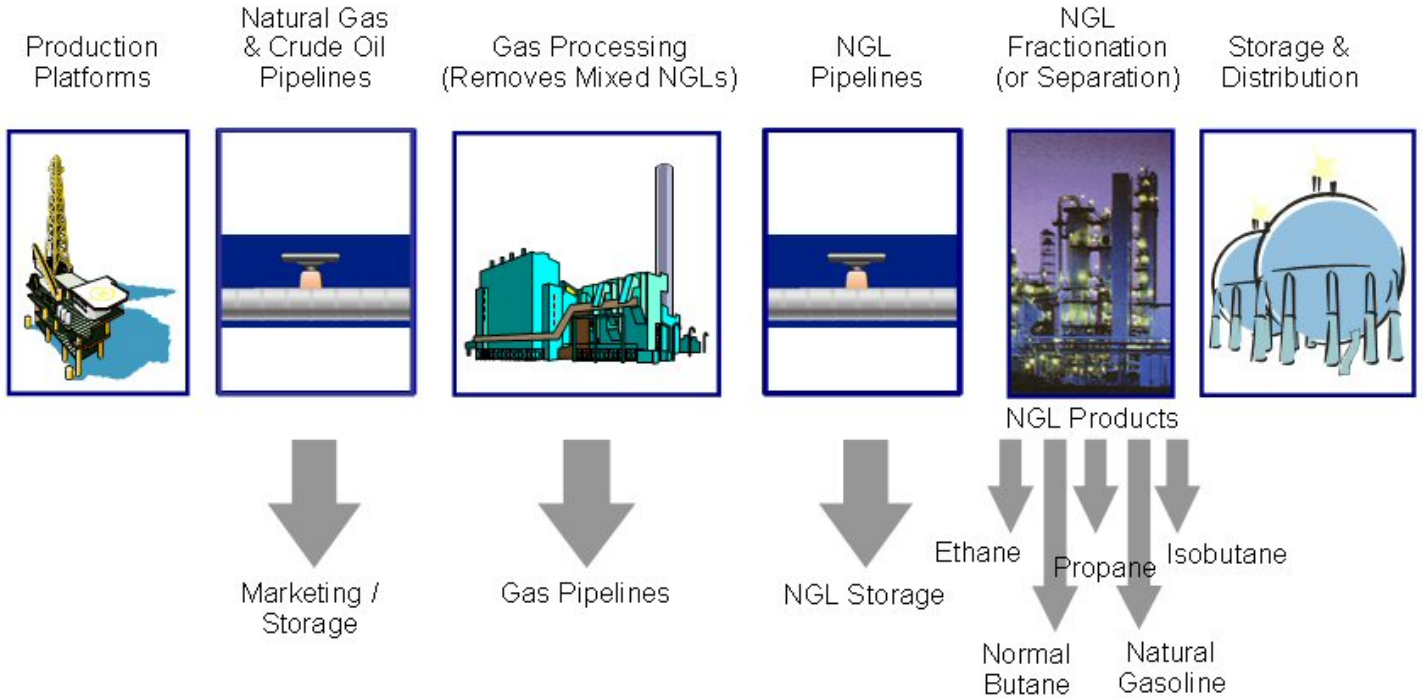 Production
Platforms
Natural Gas
& Crude Oil
Pipelines
Gas Processing
(Removes Mixed NGLs)
NGL
Pipelines
NGL
Fractionation
(or Separation)
Storage &
Distribution
NGL Products
Marketing /
Storage
Gas Pipelines
NGL Storage
Ethane
Propane
Isobutane
Normal
Butane
Natural
Gasoline